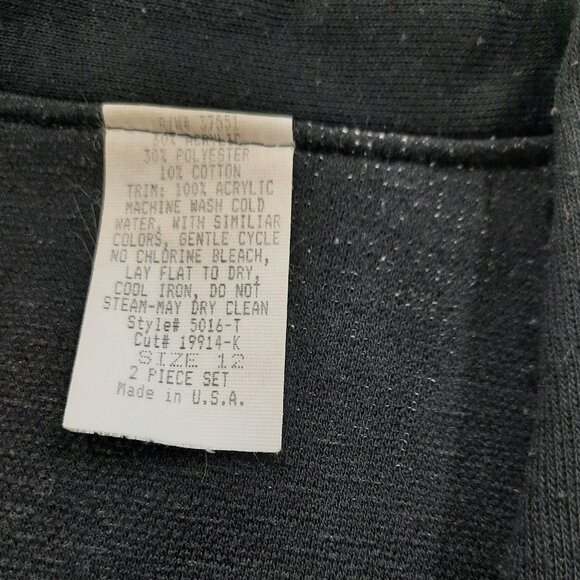 37551
60% ACRYLIC
30% POLYESTER
10% COTTON
TRIM: 100% ACRYLIC
MACHINE WASH COLD
WATER, WITH SIMILIAR
COLORS, GENTLE CYCLE
NO CHLORINE BLEACH,
LAY FLAT TO DRY,
COOL IRON, DO NOT
STEAM-MAY DRY CLEAN
Style# 5016-T
Cut# 19914-K
SIZE 12
2 PIECE SET
Made in U.S.A.